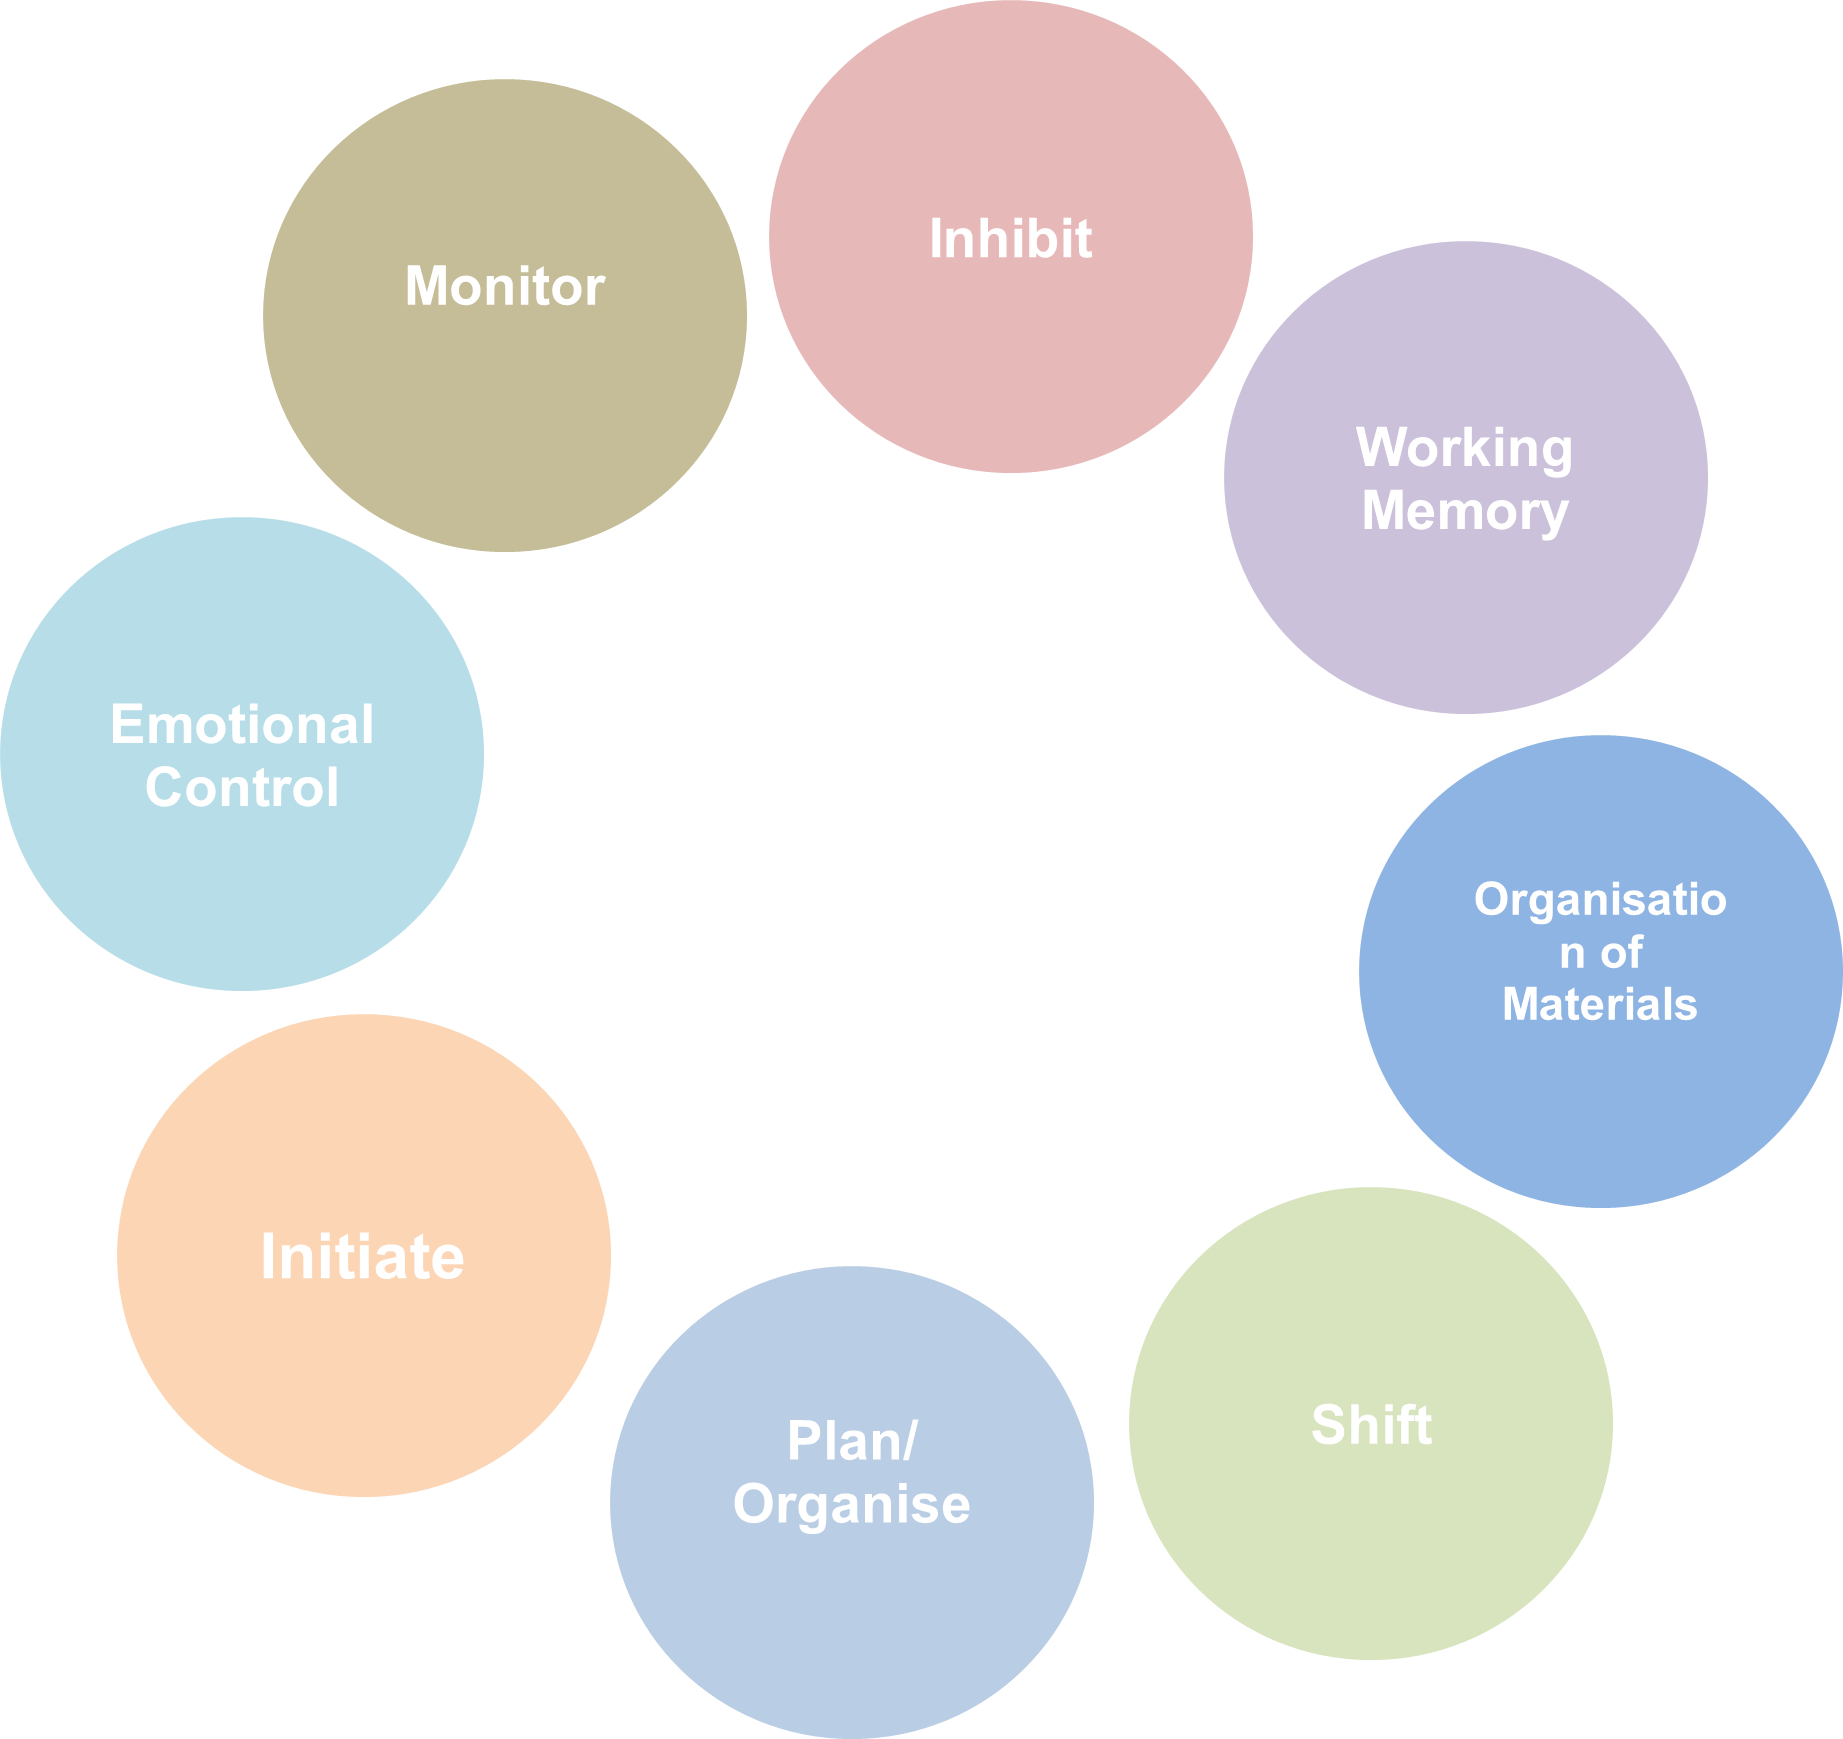 Inhibit
Monitor
Working
Memory
Emotional
Control
Organisatio
n of
Materials
Initiate
Shift
Plan/
Organise